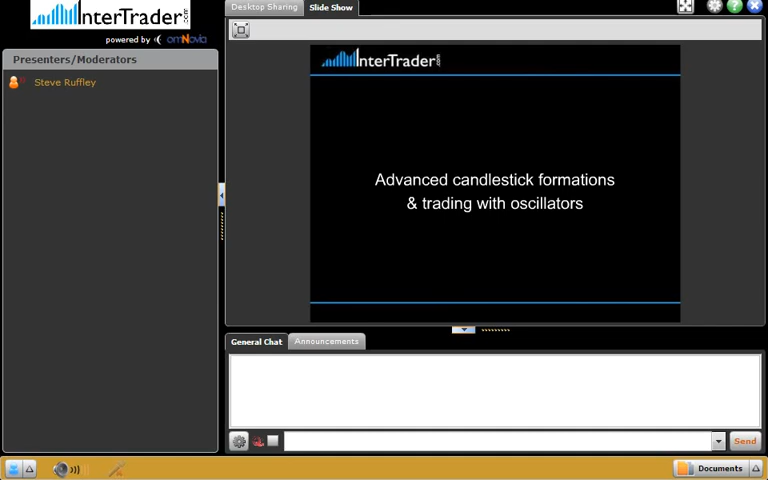 InterTrader.com
powered by omNovia
Presenters/Moderators
Steve Ruffley
Desktop Sharing
Slide Show
InterTrader.com
Advanced candlestick formations
& trading with oscillators
General Chat
Announcements
Send
Documents